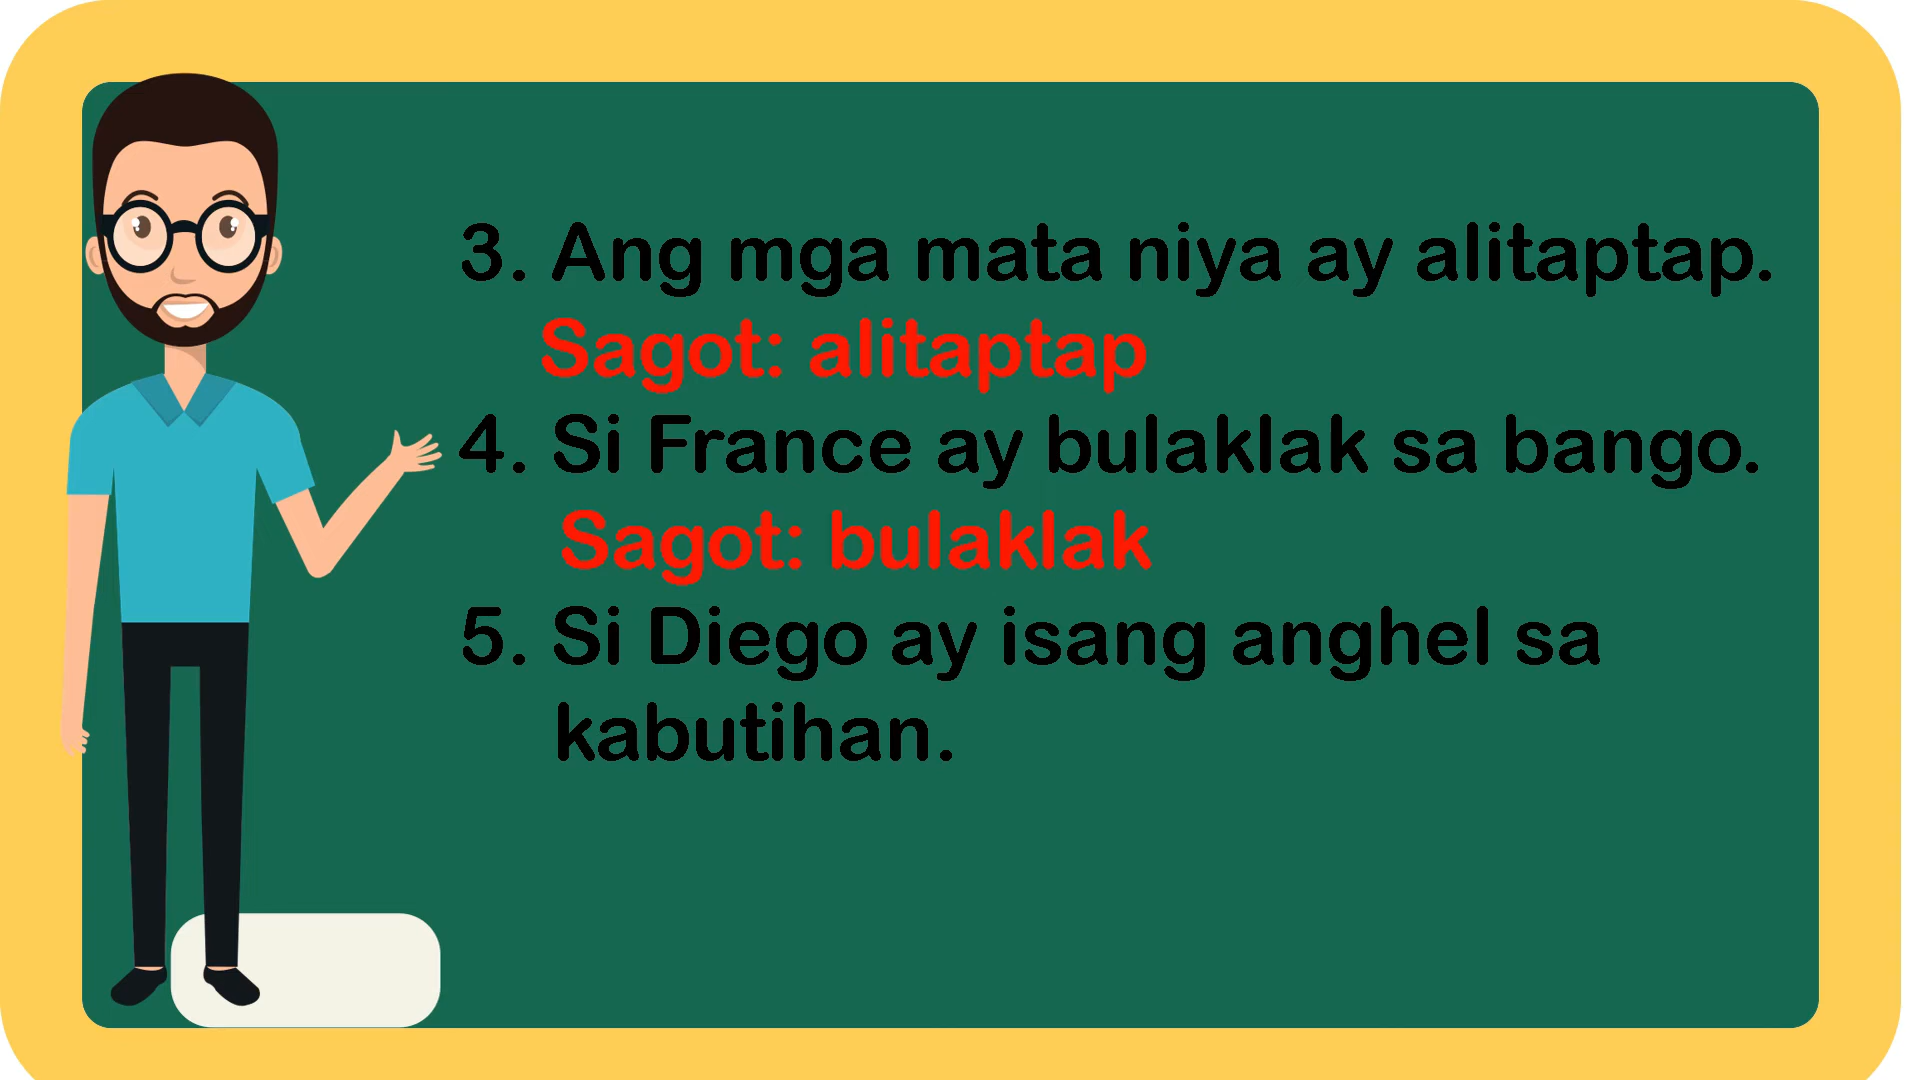 3. Ang mga mata niya ay alitaptap.
Sagot: alitaptap
4. Si France ay bulaklak sa bango.
Sagot: bulaklak
5. Si Diego ay isang anghel sa
kabutihan.